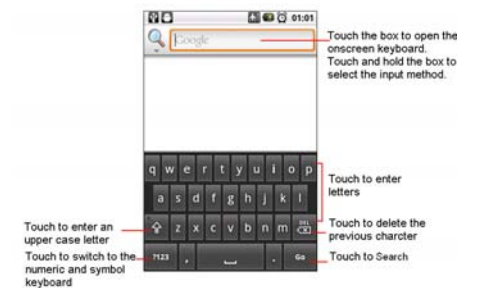 01:01
Google
Touch the box to open the
onscreen keyboard.
Touch and hold the box to
select the input method.
q w e r t y u i o p
a s d f g h j k l
z x c v b n m DEL
?123 , . Go
Touch to enter
letters
Touch to enter an
upper case letter
Touch to delete the
previous charcter
Touch to switch to the
numeric and symbol
keyboard
Touch to Search